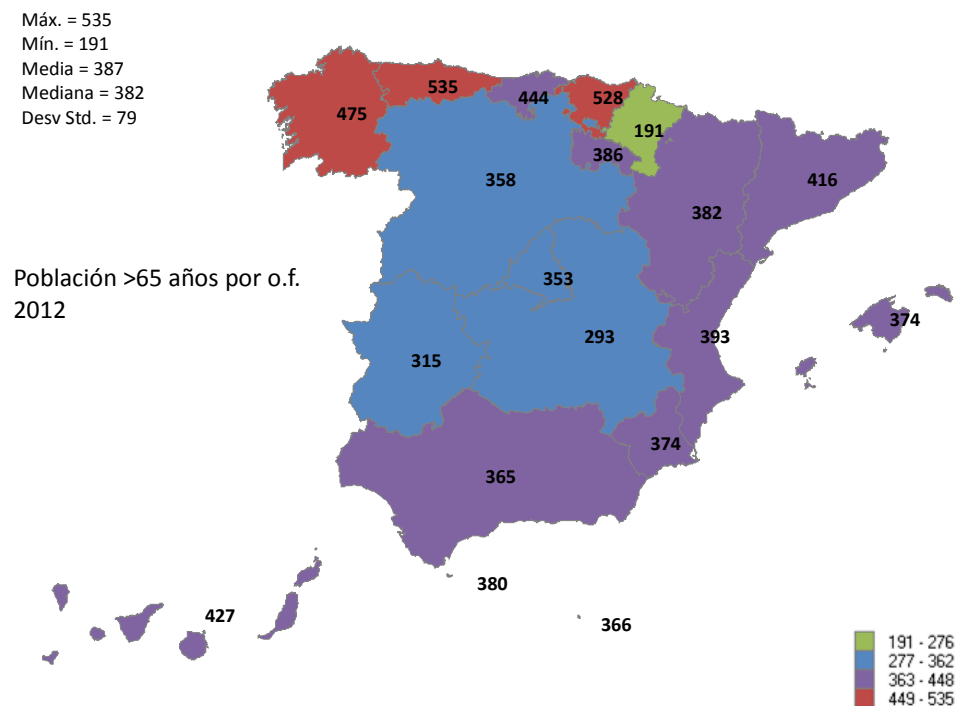 Máx. = 535
Mín. = 191
Media = 387
Mediana = 382
Desv Std. = 79
535
444
528
475
191
386
358
416
382
Población >65 años por o.f.
2012
353
374
293
393
315
374
365
380
427
366
191 - 276
277 - 362
363 - 448
449 - 535